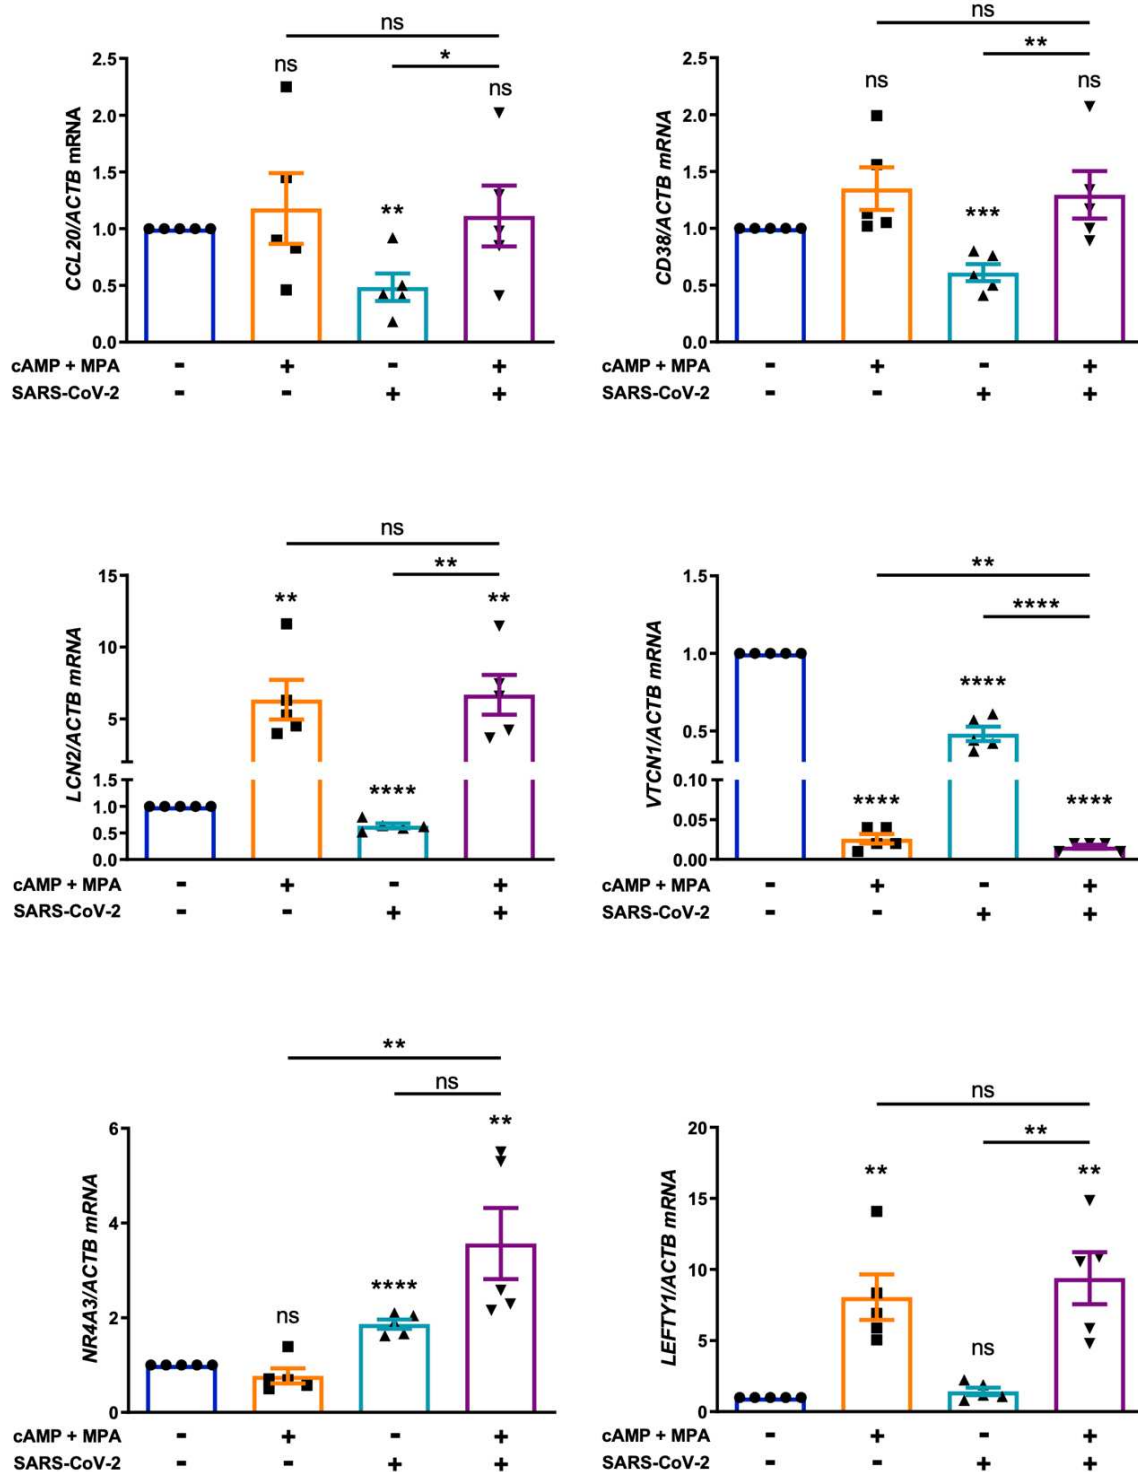 ns
*
ns
ns
**
2.5
2.0
1.5
1.0
0.5
0.0
CCL20/ACTB mRNA
cAMP + MPA - + - +
SARS-CoV-2 - - + +
ns
**
ns
ns
***
2.5
2.0
1.5
1.0
0.5
0.0
CD38/ACTB mRNA
cAMP + MPA - + - +
SARS-CoV-2 - - + +
ns
**
**
**
****
15
10
5
1.5
1.0
0.5
0.0
LCN2/ACTB mRNA
cAMP + MPA - + - +
SARS-CoV-2 - - + +
**
****
****
****
****
1.5
1.0
0.5
0.10
0.05
0.00
VTCN1/ACTB mRNA
cAMP + MPA - + - +
SARS-CoV-2 - - + +
**
ns
**
****
ns
6
4
2
0
NR4A3/ACTB mRNA
cAMP + MPA - + - +
SARS-CoV-2 - - + +
ns
**
**
**
ns
20
15
10
5
0
LEFTY1/ACTB mRNA
cAMP + MPA - + - +
SARS-CoV-2 - - + +